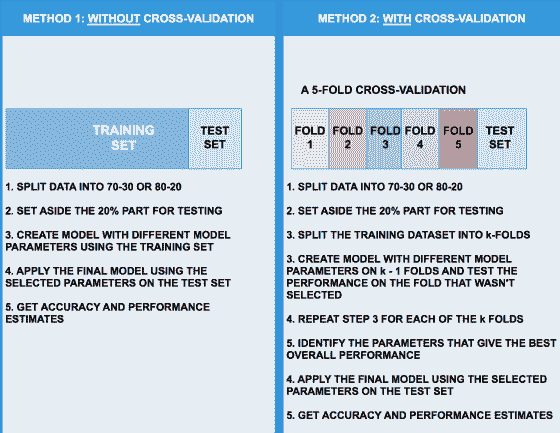 METHOD 1: WITHOUT CROSS-VALIDATION
TRAINING
SET
TEST
SET
1. SPLIT DATA INTO 70-30 OR 80-20
2. SET ASIDE THE 20% PART FOR TESTING
3. CREATE MODEL WITH DIFFERENT MODEL
PARAMETERS USING THE TRAINING SET
4. APPLY THE FINAL MODEL USING THE
SELECTED PARAMETERS ON THE TEST SET
5. GET ACCURACY AND PERFORMANCE
ESTIMATES
METHOD 2: WITH CROSS-VALIDATION
A 5-FOLD CROSS-VALIDATION
FOLD
1
FOLD
2
FOLD
3
FOLD
4
FOLD
5
TEST
SET
1. SPLIT DATA INTO 70-30 OR 80-20
2. SET ASIDE THE 20% PART FOR TESTING
3. SPLIT THE TRAINING DATASET INTO k-FOLDS
3. CREATE MODEL WITH DIFFERENT MODEL
PARAMETERS ON k - 1 FOLDS AND TEST THE
PERFORMANCE ON THE FOLD THAT WASN'T
SELECTED
4. REPEAT STEP 3 FOR EACH OF THE k FOLDS
5. IDENTIFY THE PARAMETERS THAT GIVE THE BEST
OVERALL PERFORMANCE
4. APPLY THE FINAL MODEL USING THE SELECTED
PARAMETERS ON THE TEST SET
5. GET ACCURACY AND PERFORMANCE ESTIMATES